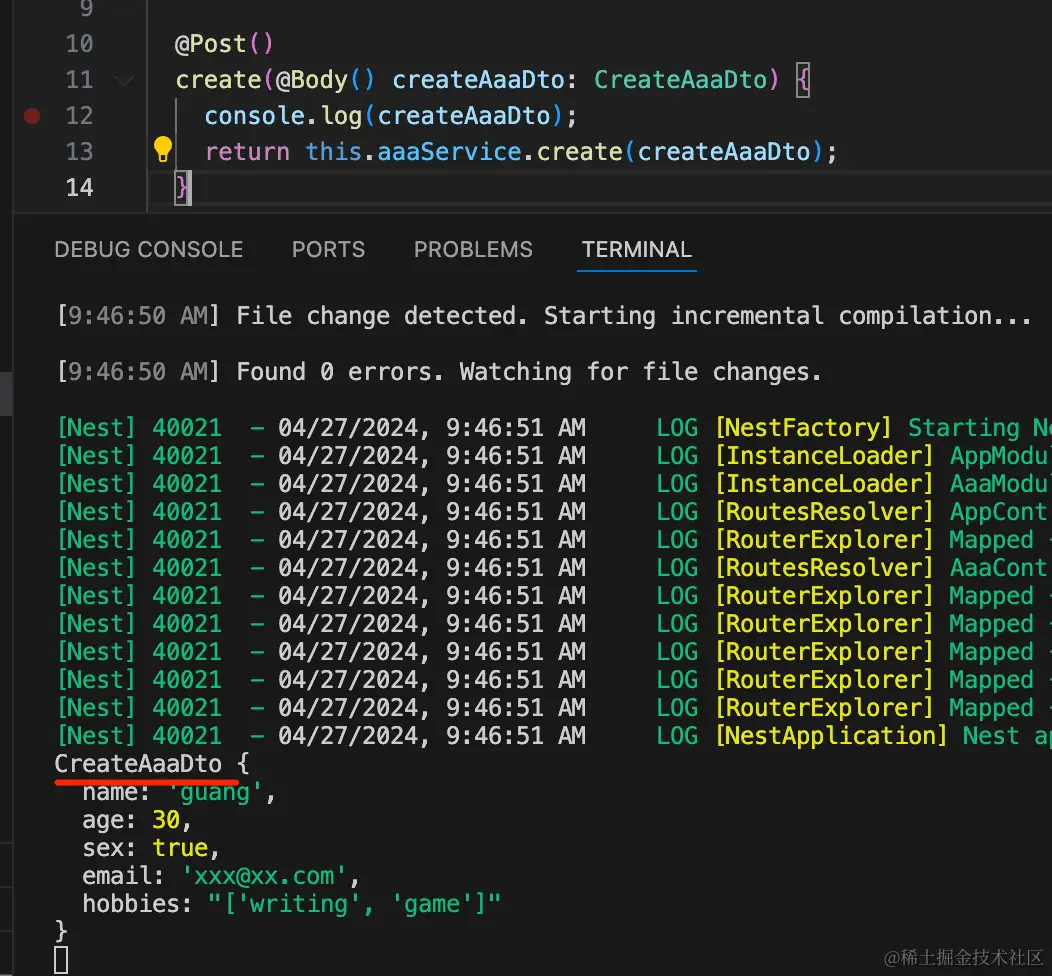 9
10 @Post()
11 create(@Body() createAaaDto: CreateAaaDto) {
12 console.log(createAaaDto);
13 return this.aaaService.create(createAaaDto);
14 }
DEBUG CONSOLE PORTS PROBLEMS TERMINAL
[9:46:50 AM] File change detected. Starting incremental compilation...
[9:46:50 AM] Found 0 errors. Watching for file changes.
[Nest] 40021 - 04/27/2024, 9:46:51 AM LOG [NestFactory] Starting Ne
[Nest] 40021 - 04/27/2024, 9:46:51 AM LOG [InstanceLoader] AppModu
[Nest] 40021 - 04/27/2024, 9:46:51 AM LOG [InstanceLoader] AaaModu
[Nest] 40021 - 04/27/2024, 9:46:51 AM LOG [RoutesResolver] AppCont
[Nest] 40021 - 04/27/2024, 9:46:51 AM LOG [RouterExplorer] Mapped
[Nest] 40021 - 04/27/2024, 9:46:51 AM LOG [RoutesResolver] AaaCont
[Nest] 40021 - 04/27/2024, 9:46:51 AM LOG [RouterExplorer] Mapped
[Nest] 40021 - 04/27/2024, 9:46:51 AM LOG [RouterExplorer] Mapped
[Nest] 40021 - 04/27/2024, 9:46:51 AM LOG [RouterExplorer] Mapped
[Nest] 40021 - 04/27/2024, 9:46:51 AM LOG [RouterExplorer] Mapped
[Nest] 40021 - 04/27/2024, 9:46:51 AM LOG [RouterExplorer] Mapped
[Nest] 40021 - 04/27/2024, 9:46:51 AM LOG [NestApplication] Nest ap
CreateAaaDto {
name: 'guang',
age: 30,
sex: true,
email: 'xxx@xx.com',
hobbies: "['writing', 'game']"
}
@稀土掘金技术社区